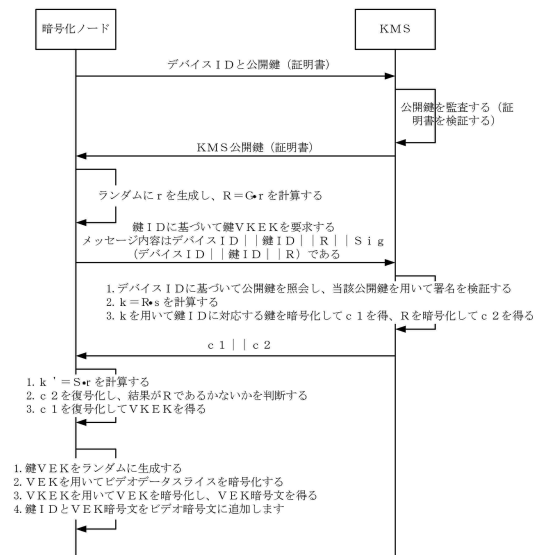 暗号化ノード
KMS
デバイスIDと公開鍵（証明書）
公開鍵を監査する（証
明書を検証する）
KMS公開鍵（証明書）
ランダムにrを生成し、R＝G•rを計算する
鍵IDに基づいて鍵VKEKを要求する
メッセージ内容はデバイスID||鍵ID||R||Sig
（デバイスID||鍵ID||R）である
1.デバイスIDに基づいて公開鍵を照会し、当該公開鍵を用いて署名を検証する
2.k＝R•sを計算する
3.kを用いて鍵IDに対応する鍵を暗号化してc1を得、Rを暗号化してc2を得る
c1||c2
1.k'＝S•rを計算する
2.c2を復号化し、結果がRであるかないかを判断する
3.c1を復号化してVKEKを得る
1.鍵VEKをランダムに生成する
2.VEKを用いてビデオデータスライスを暗号化する
3.VKEKを用いてVEKを暗号化し、VEK暗号文を得る
4.鍵IDとVEK暗号文をビデオ暗号文に追加します